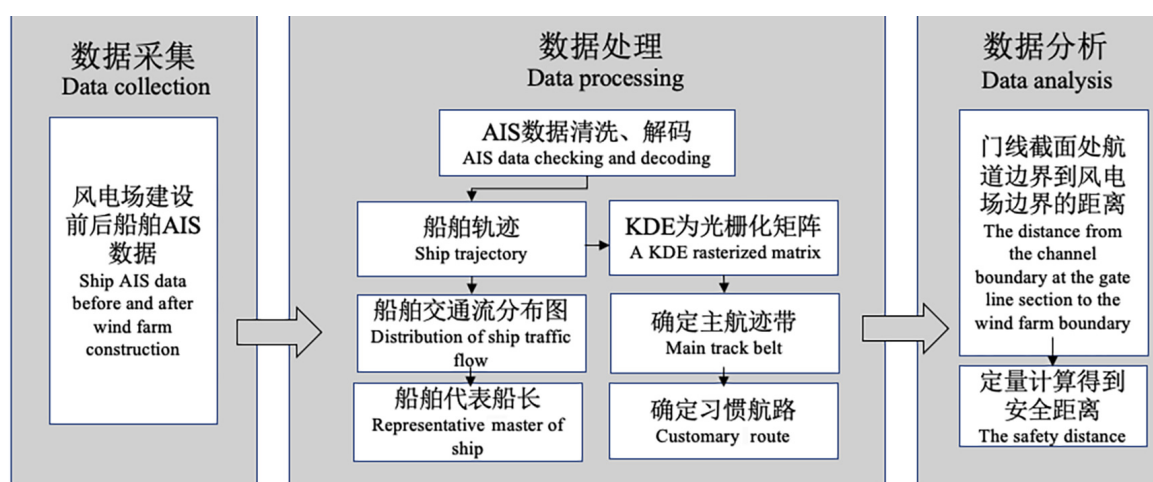 数据采集
Data collection
风电场建设
前后船舶AIS
数据
Ship AIS data
before and after
wind farm
construction
数据处理
Data processing
AIS数据清洗、解码
AIS data checking and decoding
船舶轨迹
Ship trajectory
KDE为光栅化矩阵
A KDE rasterized matrix
船舶交通流分布图
Distribution of ship traffic
flow
确定主航迹带
Main track belt
船舶代表船长
Representative master of
ship
确定习惯航路
Customary route
数据分析
Data analysis
门线截面处航
道边界到风电
场边界的距离
The distance from
the channel
boundary at the gate
line section to the
wind farm boundary
定量计算得到
安全距离
The safety distance